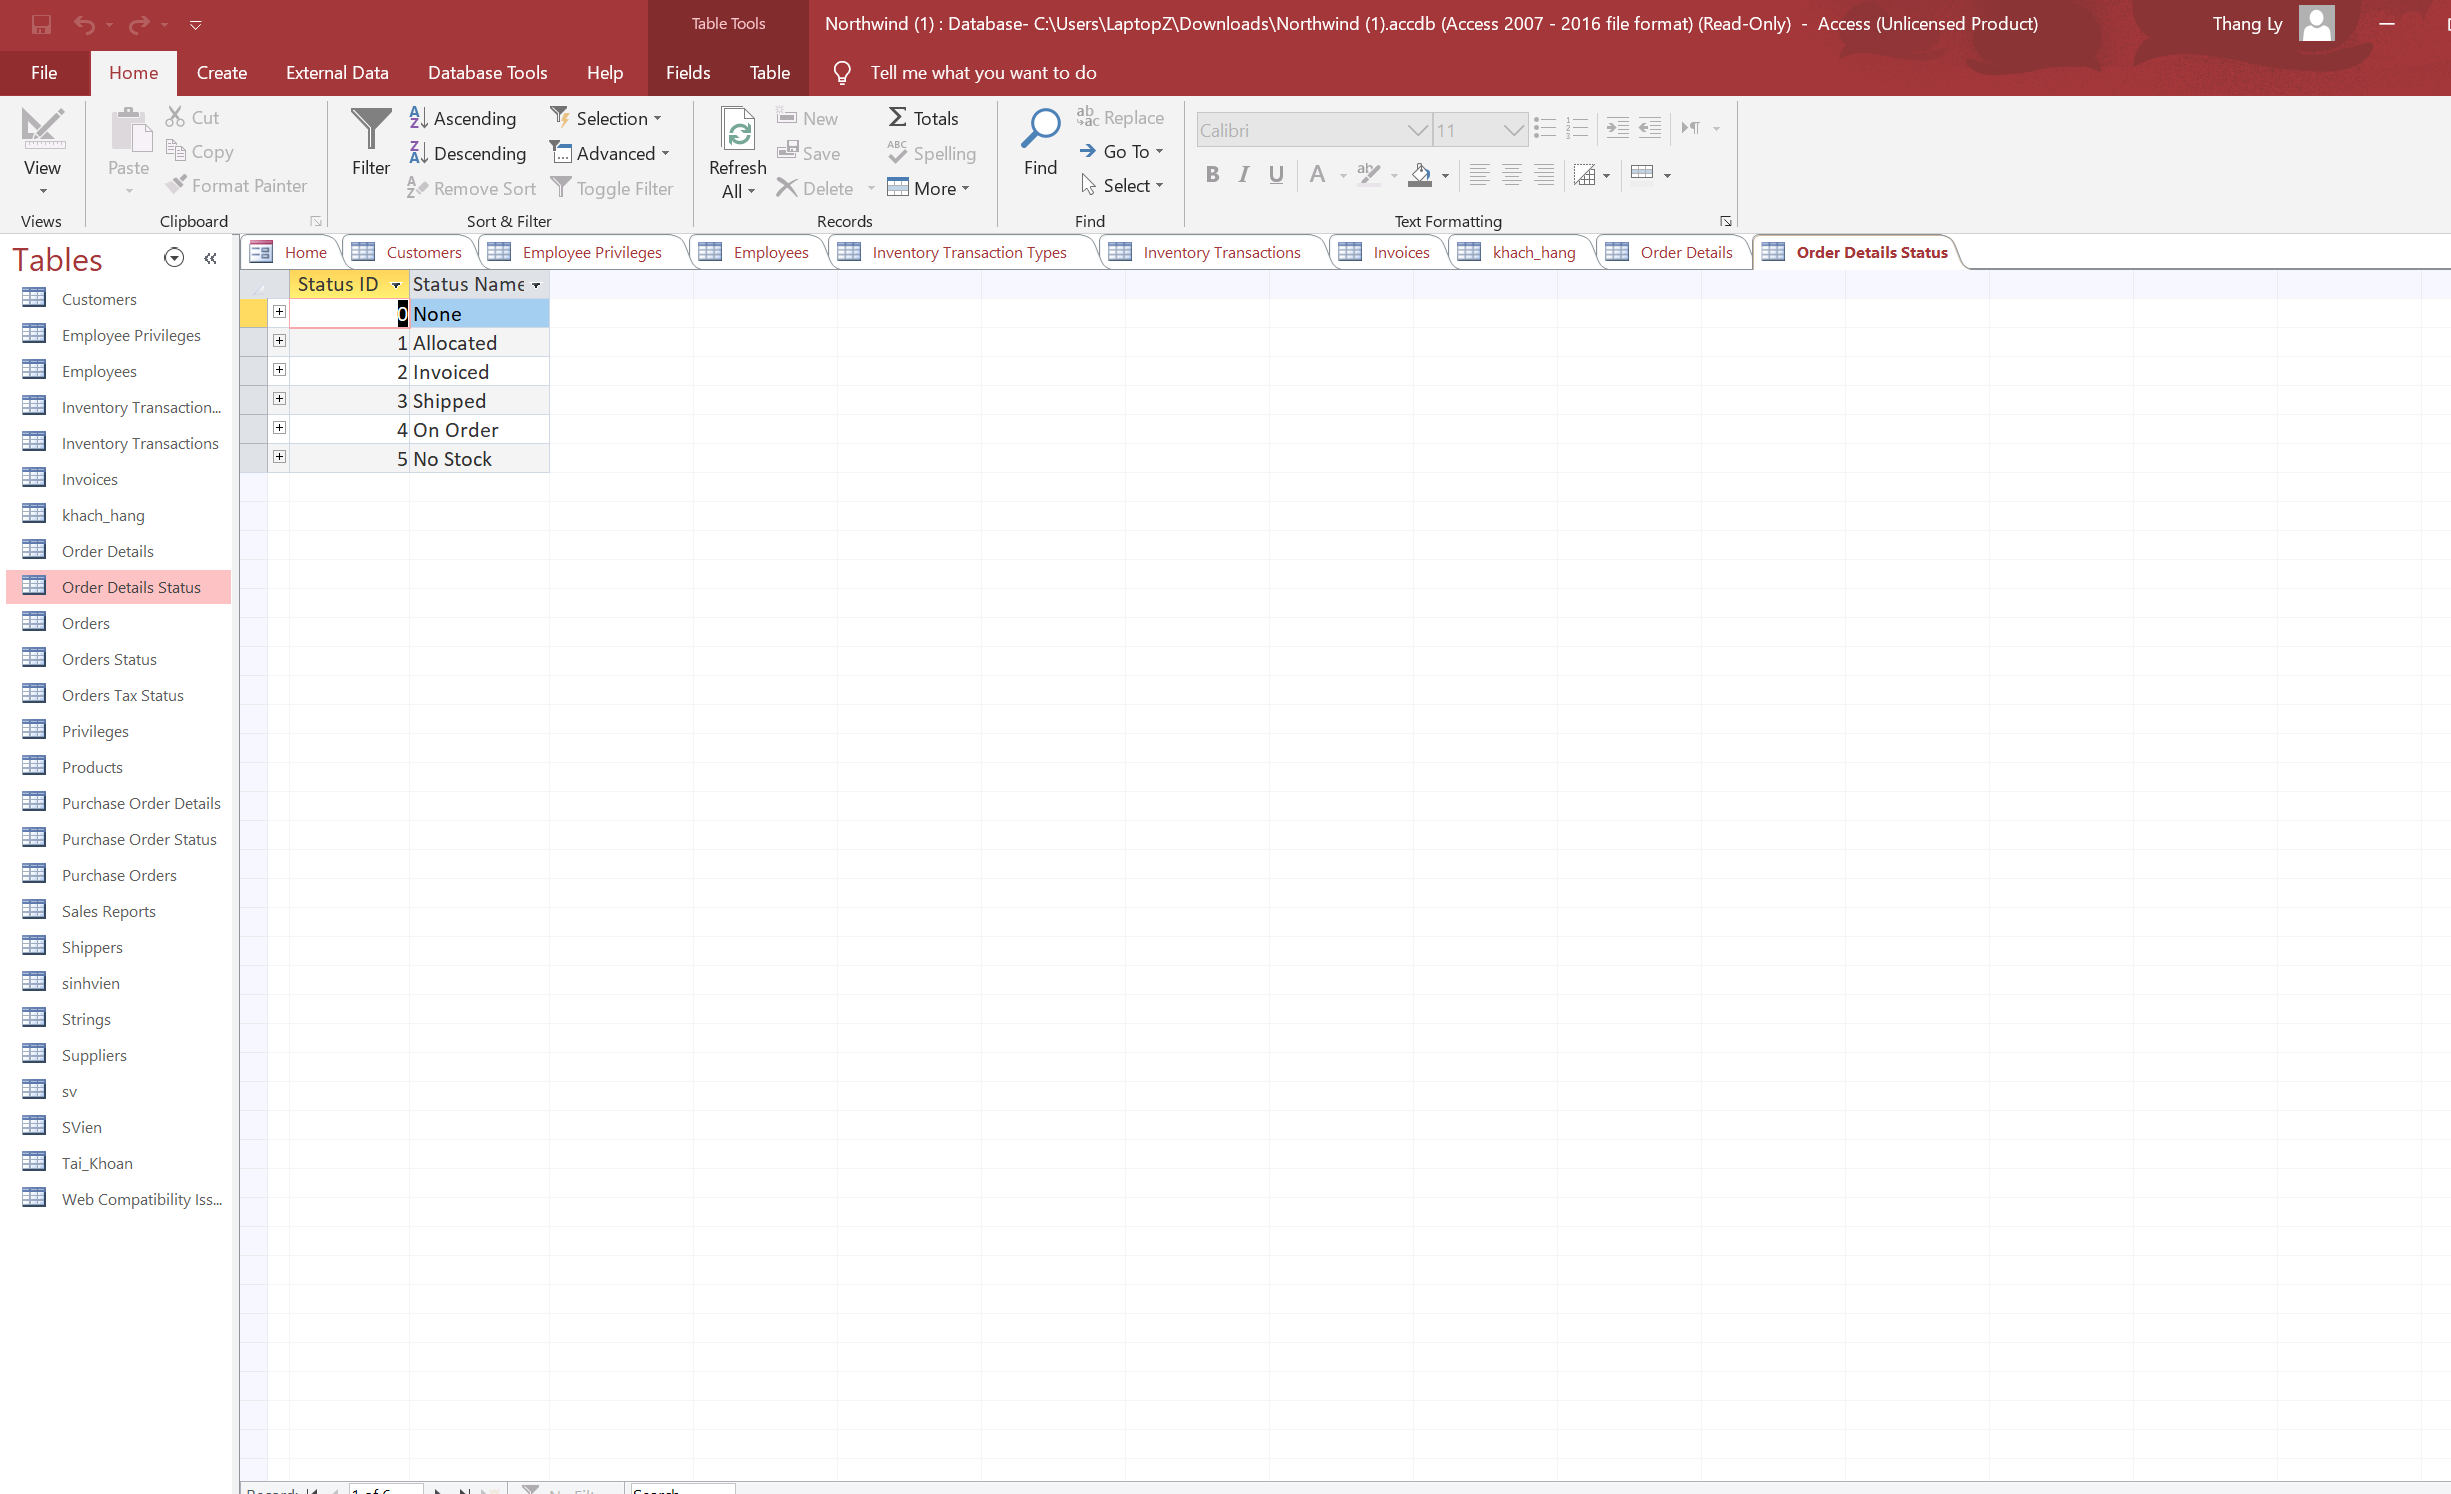 Table Tools
Northwind (1) : Database- C:\Users\LaptopZ\Downloads\Northwind (1).accdb (Access 2007 - 2016 file format) (Read-Only) - Access (Unlicensed Product)
Thang Ly
File Home Create External Data Database Tools Help Fields Table Tell me what you want to do
View
Views
Paste
Cut
Copy
Format Painter
Clipboard
Filter
Ascending
Descending
Remove Sort
Selection
Advanced
Toggle Filter
Sort & Filter
Refresh
All
New
Save
Delete
Totals
Spelling
More
Records
Find
Replace
Go To
Select
Find
Calibri 11
B I U A
Text Formatting
Tables
Customers
Employee Privileges
Employees
Inventory Transaction...
Inventory Transactions
Invoices
khach_hang
Order Details
Order Details Status
Orders
Orders Status
Orders Tax Status
Privileges
Products
Purchase Order Details
Purchase Order Status
Purchase Orders
Sales Reports
Shippers
sinhvien
Strings
Suppliers
sv
SVien
Tai_Khoan
Web Compatibility Iss...
Home Customers Employee Privileges Employees Inventory Transaction Types Inventory Transactions Invoices khach_hang Order Details Order Details Status
Status ID Status Name
0 None
1 Allocated
2 Invoiced
3 Shipped
4 On Order
5 No Stock
1 of 6 Search